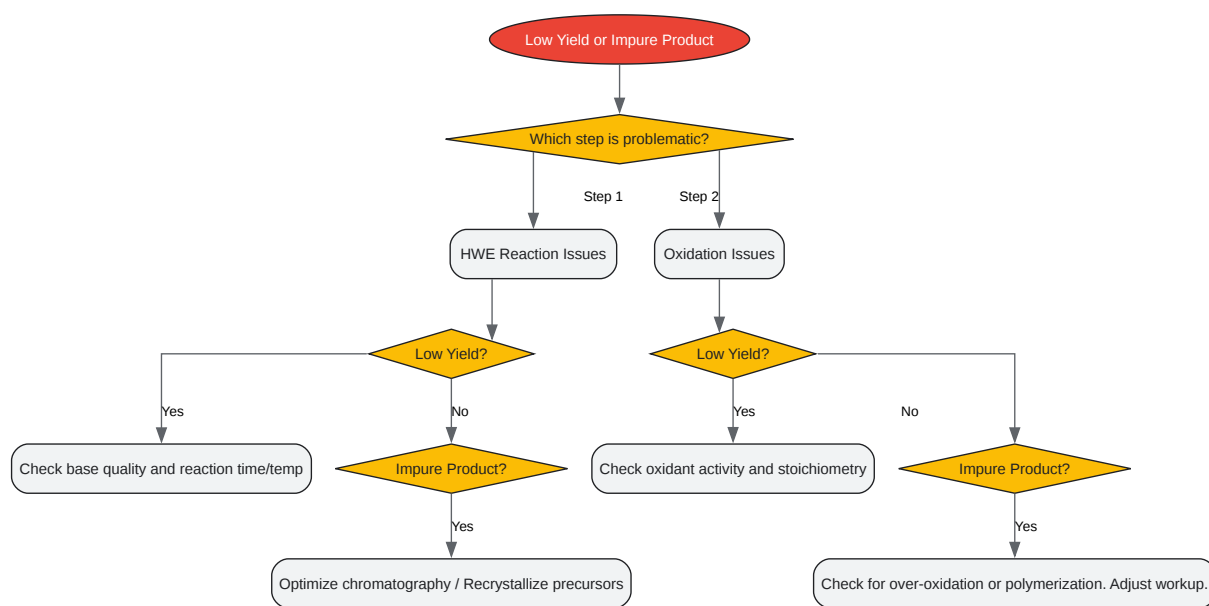 Low Yield or Impure Product
Which step is problematic?
Step 1
Step 2
HWE Reaction Issues
Oxidation Issues
Low Yield?
Low Yield?
Yes
No
Yes
No
Check base quality and reaction time/temp
Impure Product?
Check oxidant activity and stoichiometry
Impure Product?
Yes
Yes
Optimize chromatography / Recrystallize precursors
Check for over-oxidation or polymerization. Adjust workup.